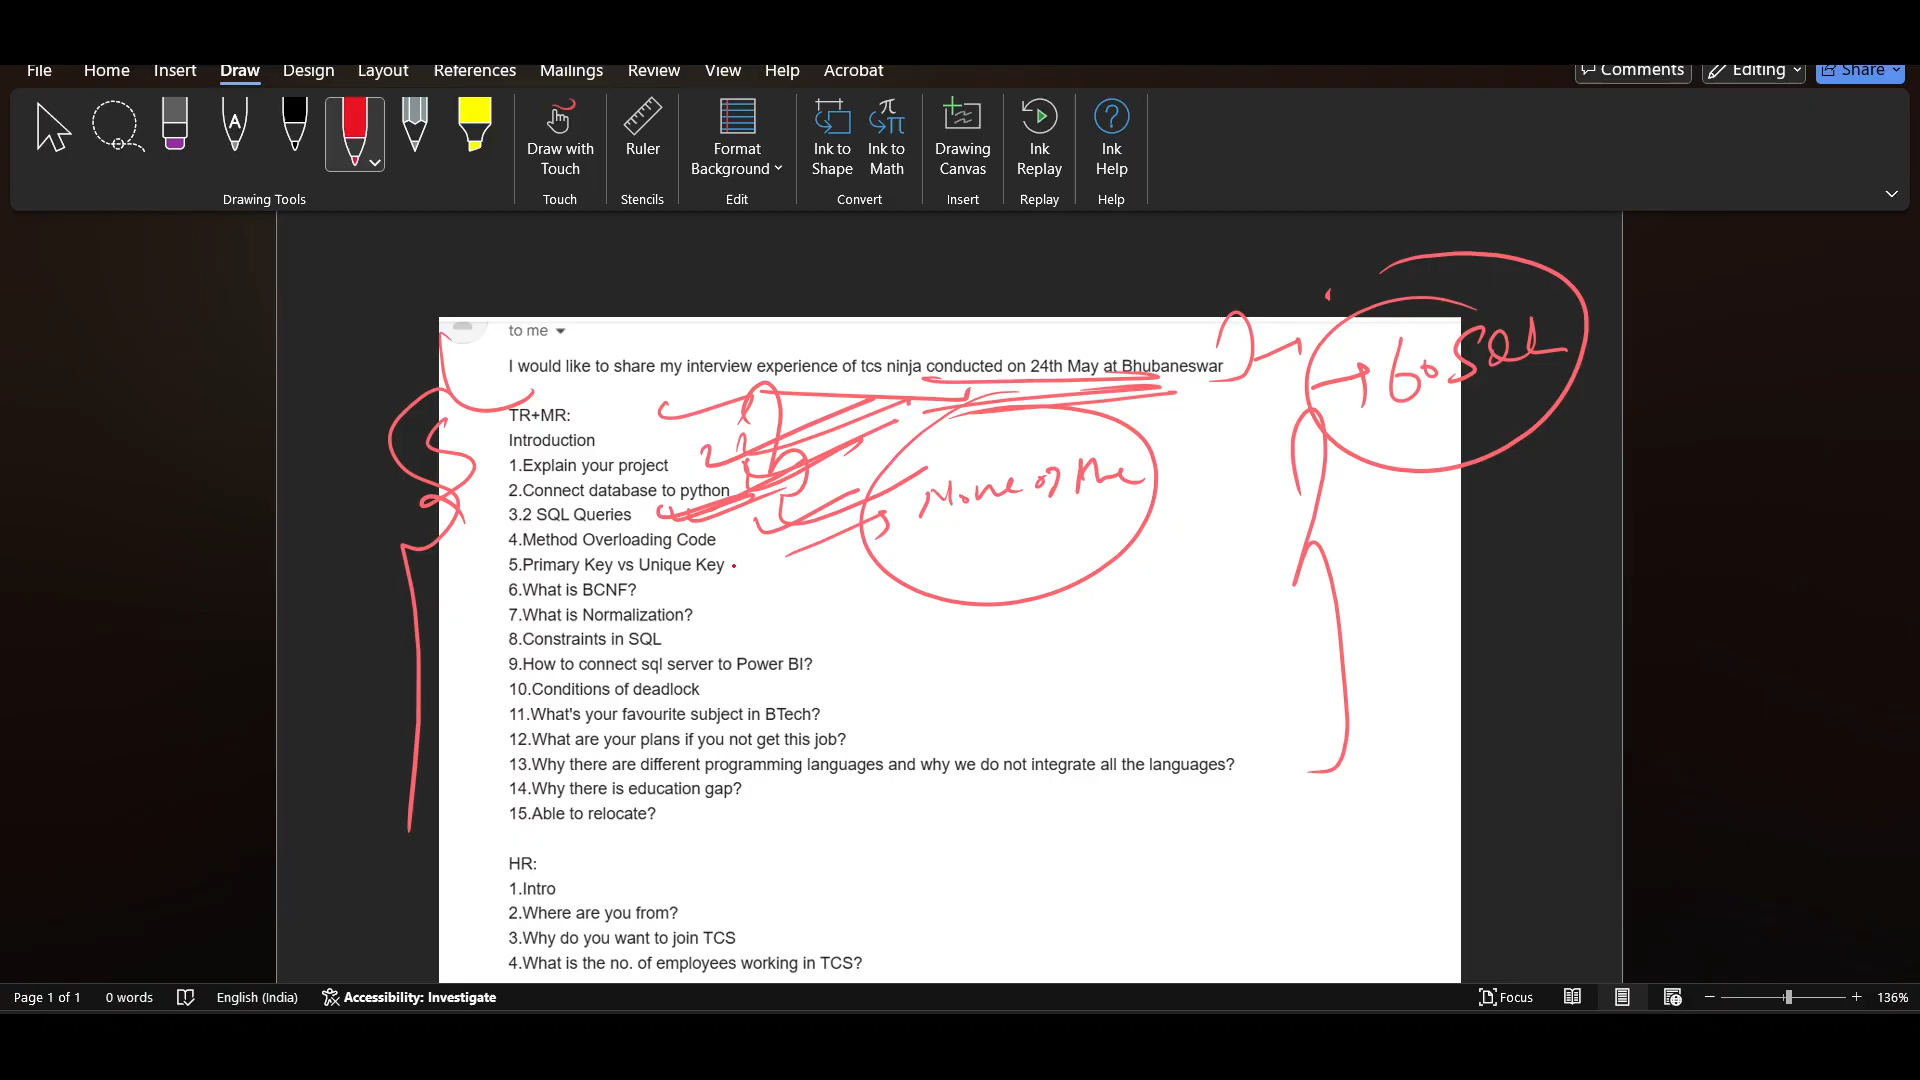 File Home Insert Draw Design Layout References Mailings Review View Help Acrobat Comments Editing Share
A
Draw with Touch
Ruler
Format Background
Ink to Shape
Ink to Math
Drawing Canvas
Ink Replay
Ink Help
Drawing Tools Touch Stencils Edit Convert Insert Replay Help
to me
I would like to share my interview experience of tcs ninja conducted on 24th May at Bhubaneswar
SQL
TR+MR:
Introduction
1.Explain your project
2.Connect database to python
None of the
3.2 SQL Queries
4.Method Overloading Code
5.Primary Key vs Unique Key
6.What is BCNF?
7.What is Normalization?
8.Constraints in SQL
9.How to connect sql server to Power BI?
10.Conditions of deadlock
11.What's your favourite subject in BTech?
12.What are your plans if you not get this job?
13.Why there are different programming languages and why we do not integrate all the languages?
14.Why there is education gap?
15.Able to relocate?
HR:
1.Intro
2.Where are you from?
3.Why do you want to join TCS
4.What is the no. of employees working in TCS?
Page 1 of 1 0 words English (India) Accessibility: Investigate Focus 136%